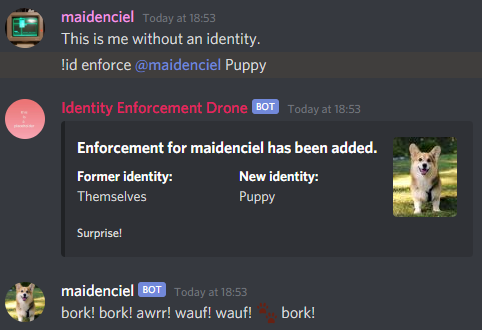 maidenciel Today at 18:53
This is me without an identity.
!id enforce @maidenciel Puppy
Identity Enforcement Drone BOT Today at 18:53
Enforcement for maidenciel has been added.
Former identity: New identity:
Themselves Puppy
Surprise!
maidenciel BOT Today at 18:53
bork! bork! awrr! wauf! wauf! 🐾 bork!